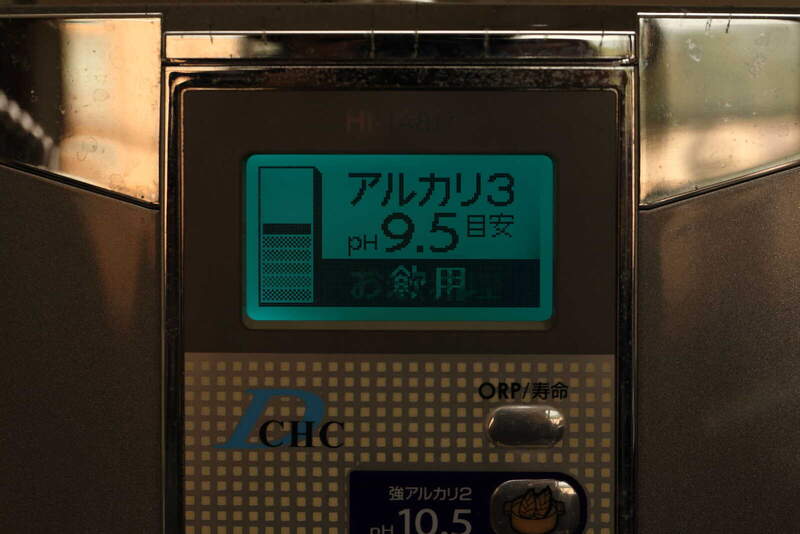 アルカリ3
pH9.5目安
お飲用
ORP/寿命
DCHC
強アルカリ2
pH10.5